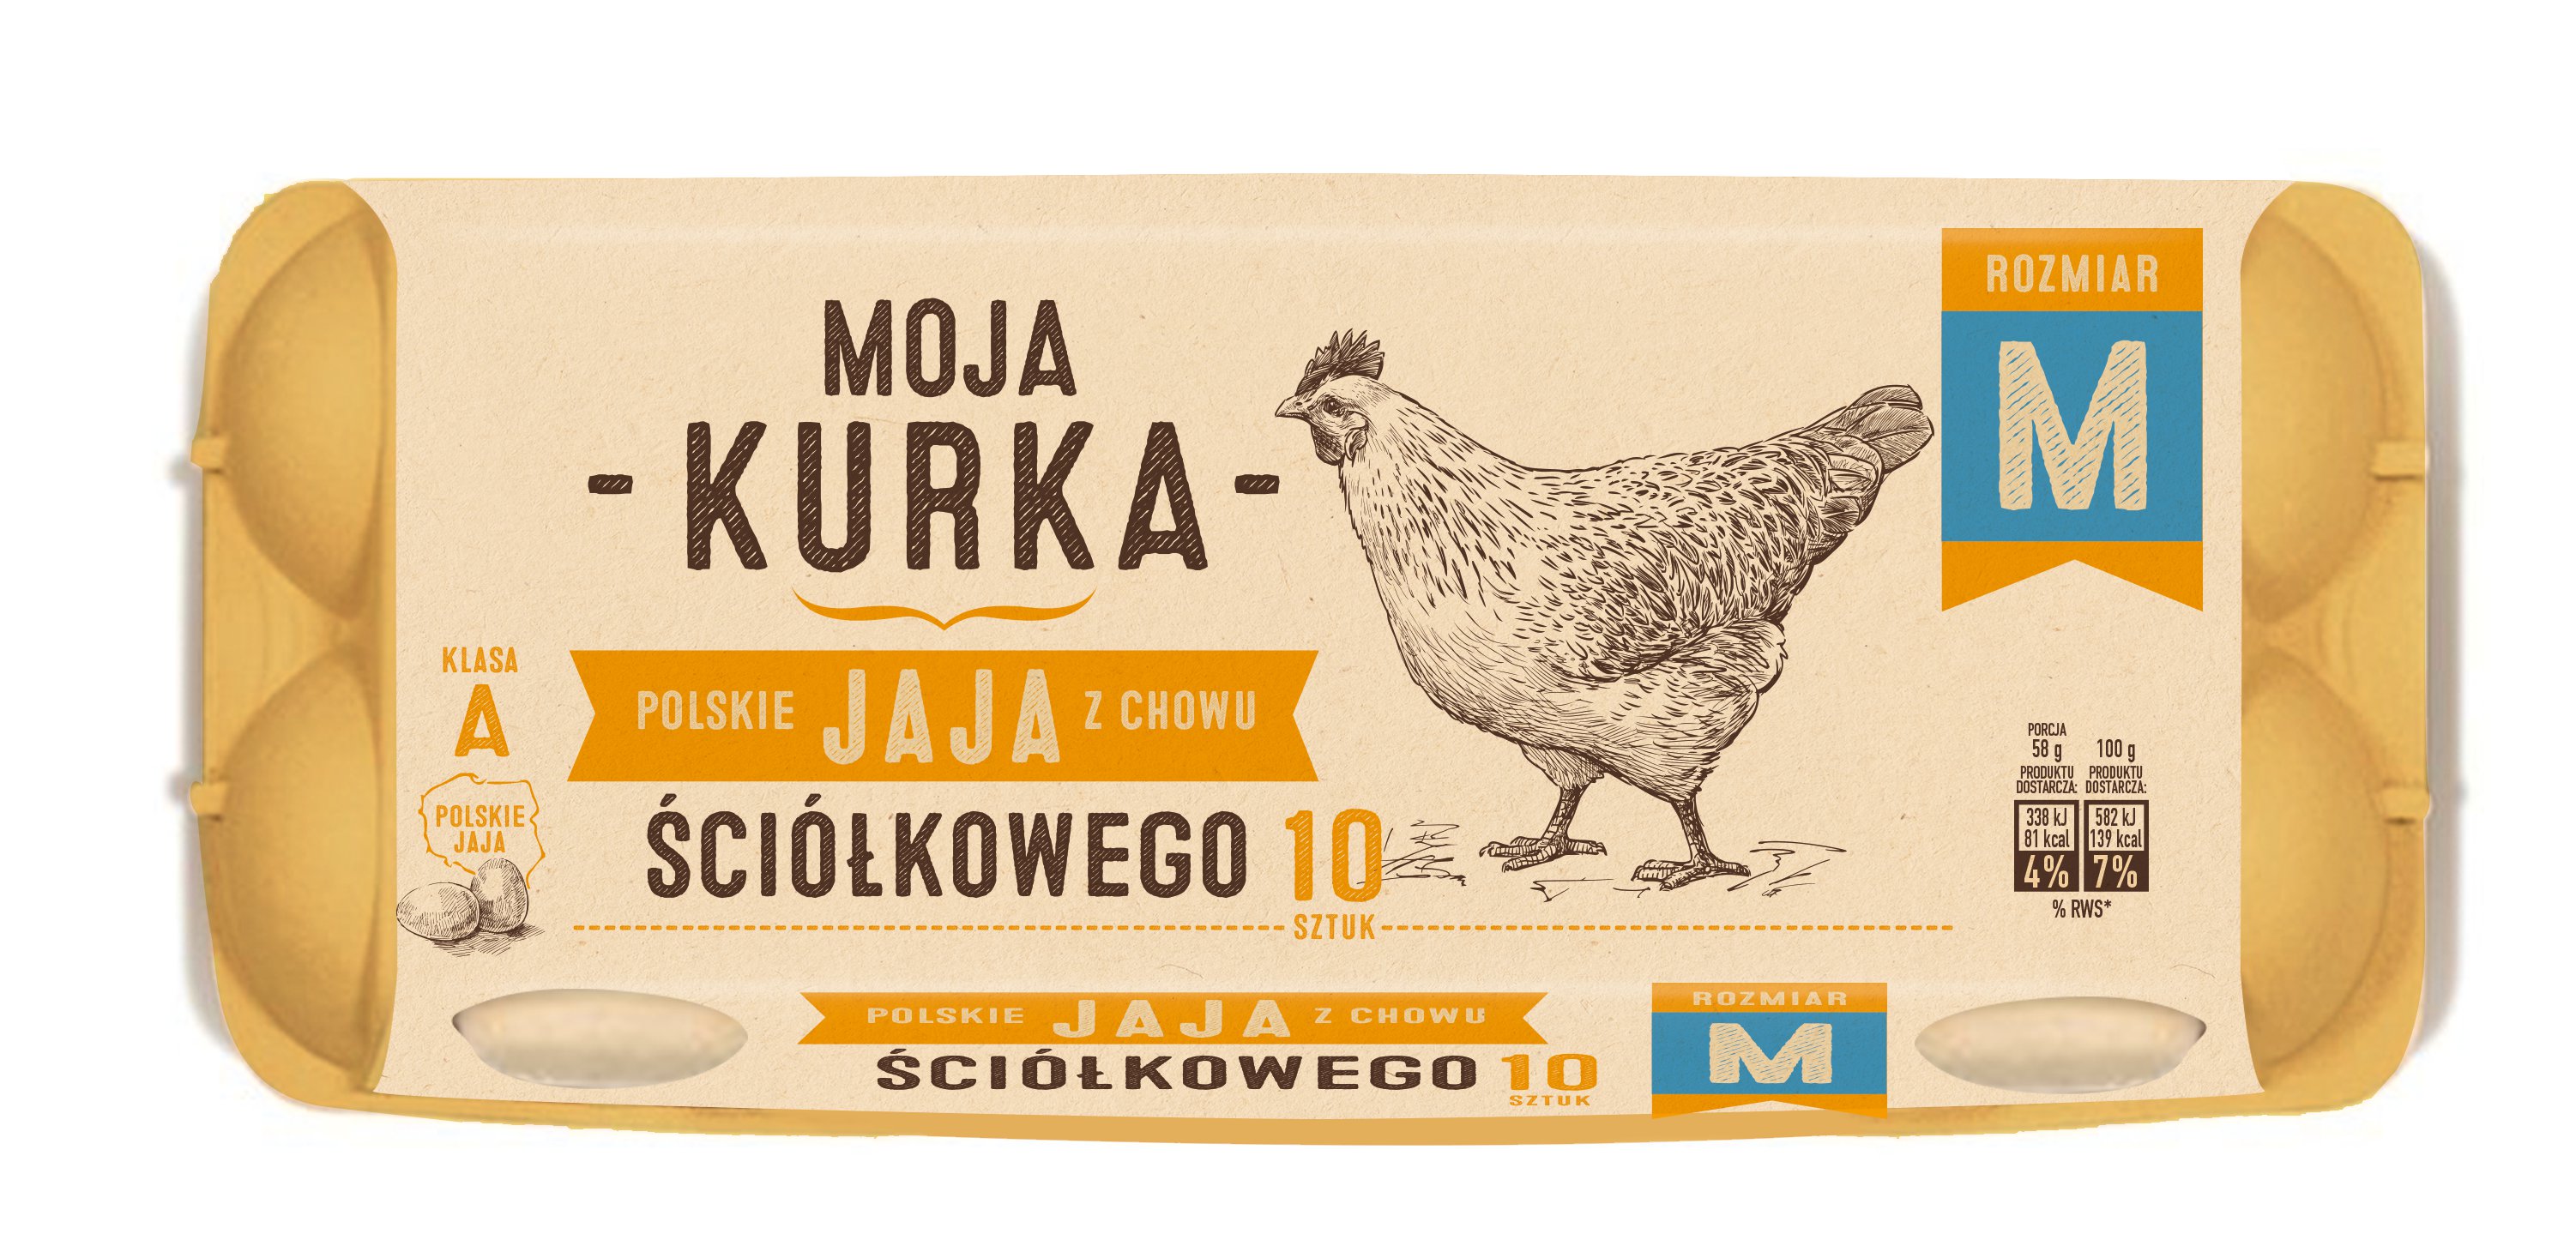 MOJA
- KURKA -
POLSKIE JAJA Z CHOWU
ŚCIÓŁKOWEGO 10
SZTUK
KLASA
A
POLSKIE
JAJA
ROZMIAR
M
PORCJA
58 g 100 g
PRODUKTU PRODUKTU
DOSTARCZA: DOSTARCZA:
338 kJ 582 kJ
81 kcal 139 kcal
4% 7%
% RWS*
POLSKIE JAJA Z CHOWU
ŚCIÓŁKOWEGO 10
SZTUK
ROZMIAR
M